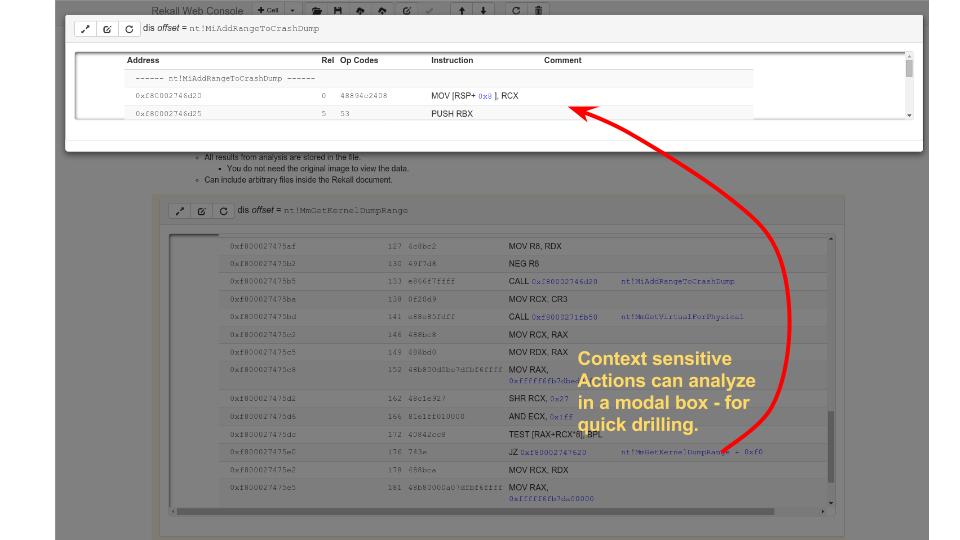 Rekall Web Console + Cell
dis offset = nt!MiAddRangeToCrashDump
Address Rel Op Codes Instruction Comment
------ nt!MiAddRangeToCrashDump ------
0xf80002746d20 0 48894c2408 MOV [RSP+ 0x8 ], RCX
0xf80002746d25 5 53 PUSH RBX
All results from analysis are stored in the file.
You do not need the original image to view the data.
Can include arbitrary files inside the Rekall document.
dis offset = nt!MmGetKernelDumpRange
0xf800027475af 127 4c8bc2 MOV R8, RDX
0xf800027475b2 130 49f7d8 NEG R8
0xf800027475b5 133 e866f7ffff CALL 0xf80002746d20 nt!MiAddRangeToCrashDump
0xf800027475ba 138 0f20d9 MOV RCX, CR3
0xf800027475bd 141 CALL 0xf8000271fb50 nt!MmGetVirtualForPhysical
0xf800027475c2 146 488bc8 MOV RCX, RAX
0xf800027475c5 149 488bd0 MOV RDX, RAX
0xf800027475c8 152 MOV RAX,
Context sensitive
Actions can analyze
in a modal box - for
quick drilling.
0xf800027475d2 162 48c1e927 SHR RCX, 0x27
0xf800027475d6 166 81e1ff010000 AND ECX, 0x1ff
0xf800027475dc 172 40842cc8 TEST [RAX+RCX*8], BPL
0xf800027475e0 176 743e JZ 0xf80002747620 nt!MmGetKernelDumpRange + 0xf0
0xf800027475e2 178 488bca MOV RCX, RDX
0xf800027475e5 181 MOV RAX,
0xfffff6fb7da00000